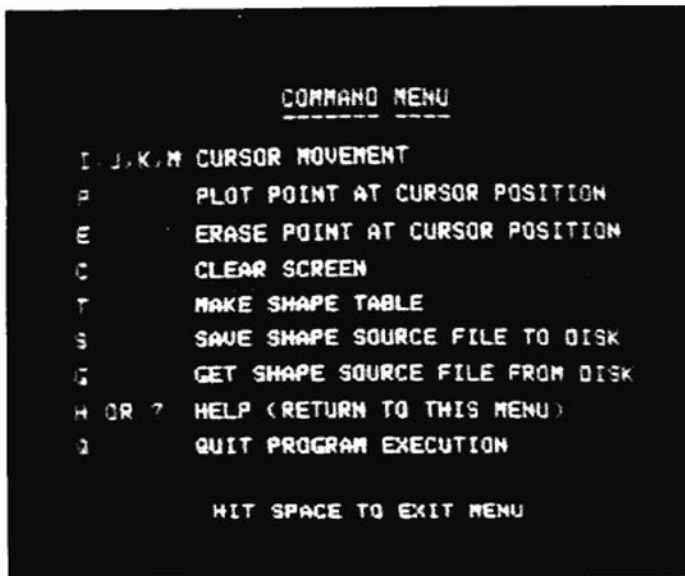 COMMAND MENU
I,J,K,M CURSOR MOVEMENT
P PLOT POINT AT CURSOR POSITION
E ERASE POINT AT CURSOR POSITION
C CLEAR SCREEN
T MAKE SHAPE TABLE
S SAVE SHAPE SOURCE FILE TO DISK
G GET SHAPE SOURCE FILE FROM DISK
H OR ? HELP (RETURN TO THIS MENU)
Q QUIT PROGRAM EXECUTION
HIT SPACE TO EXIT MENU